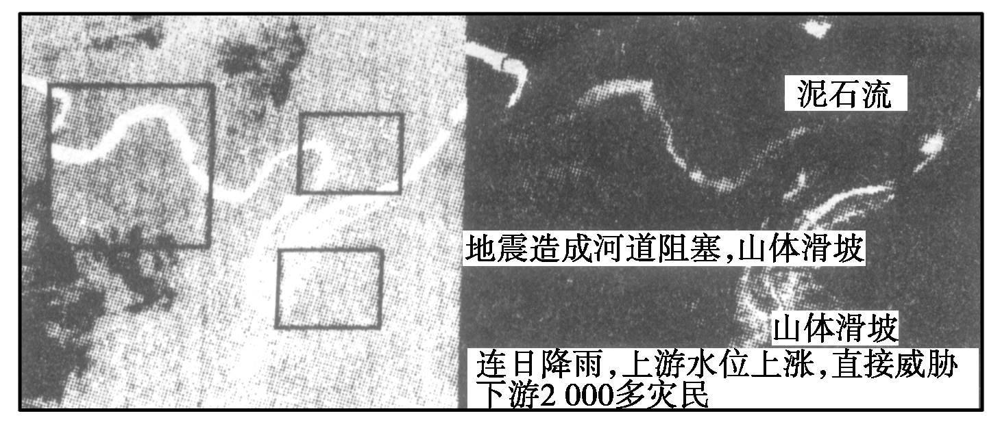 泥石流
地震造成河道阻塞,山体滑坡
山体滑坡
连日降雨,上游水位上涨,直接威胁
下游2 000多灾民